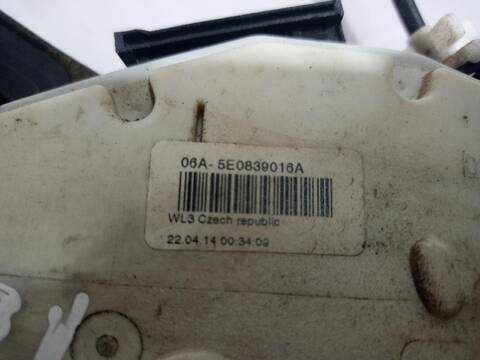 06A- 5E0839016A
WL3 Czech republic
22.04.14 00:34:09